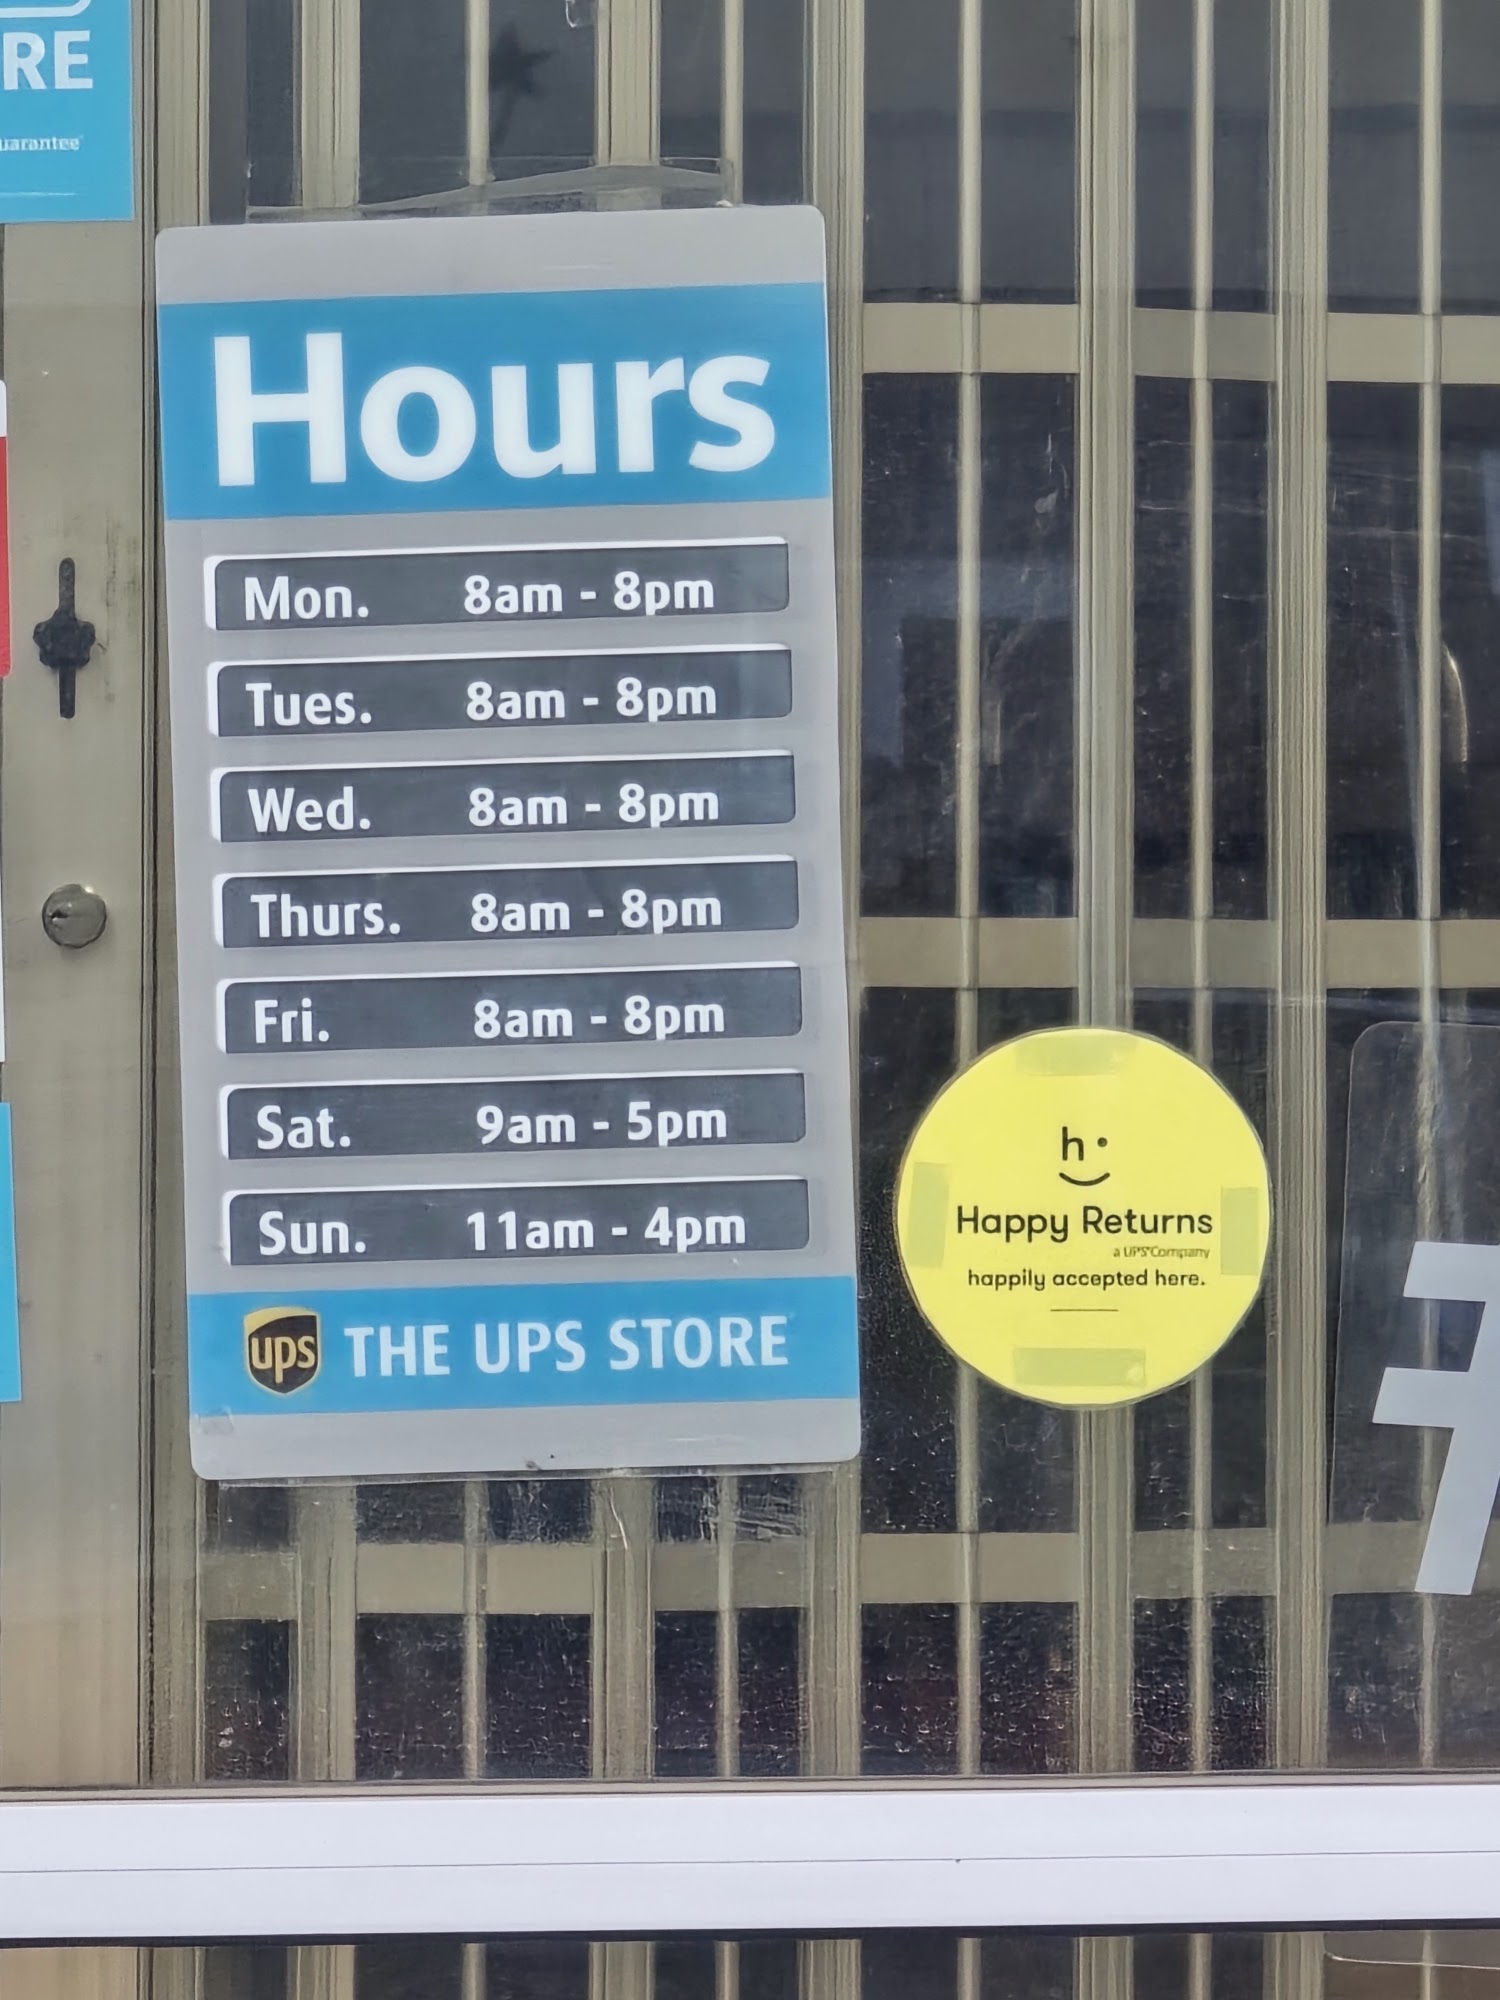 RE
Hours
Mon. 8am - 8pm
Tues. 8am - 8pm
Wed. 8am - 8pm
Thurs. 8am - 8pm
Fri. 8am - 8pm
Sat. 9am - 5pm
Sun. 11am - 4pm
ups THE UPS STORE
h
Happy Returns
a UPS Company
happily accepted here.